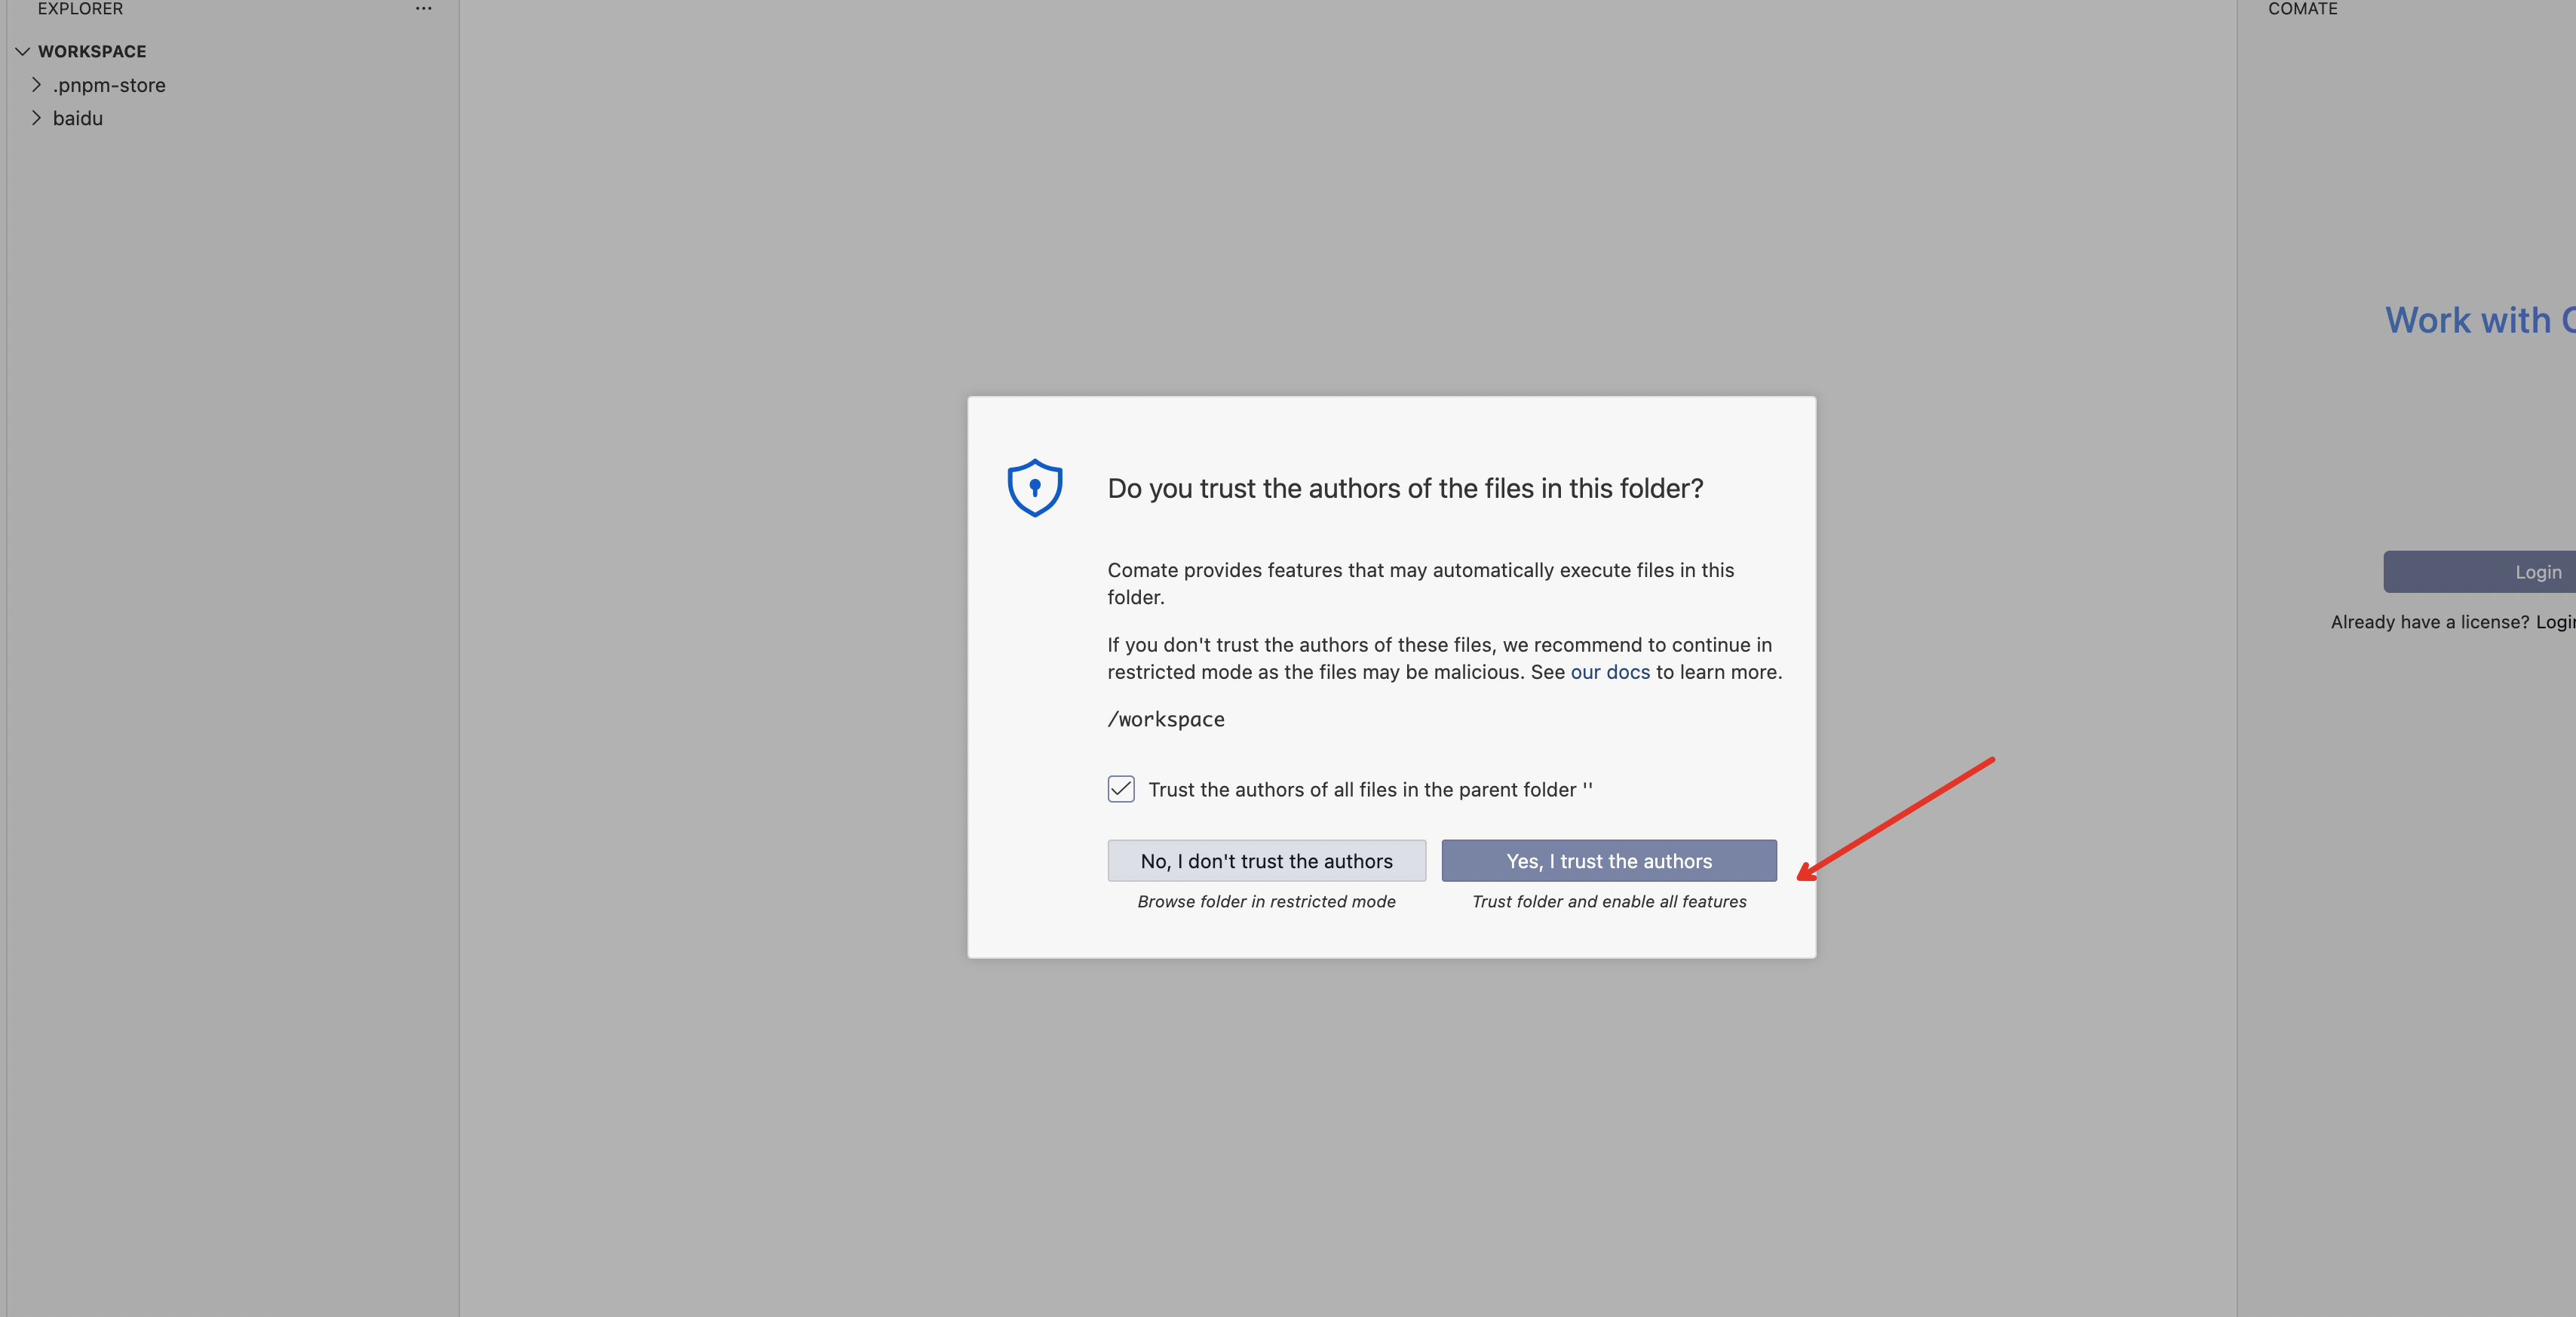 EXPLORER
COMATE
WORKSPACE
.pnpm-store
baidu
Work with
Do you trust the authors of the files in this folder?
Comate provides features that may automatically execute files in this
folder.
If you don't trust the authors of these files, we recommend to continue in
restricted mode as the files may be malicious. See our docs to learn more.
/workspace
Trust the authors of all files in the parent folder ''
No, I don't trust the authors
Yes, I trust the authors
Browse folder in restricted mode
Trust folder and enable all features
Login
Already have a license? Login